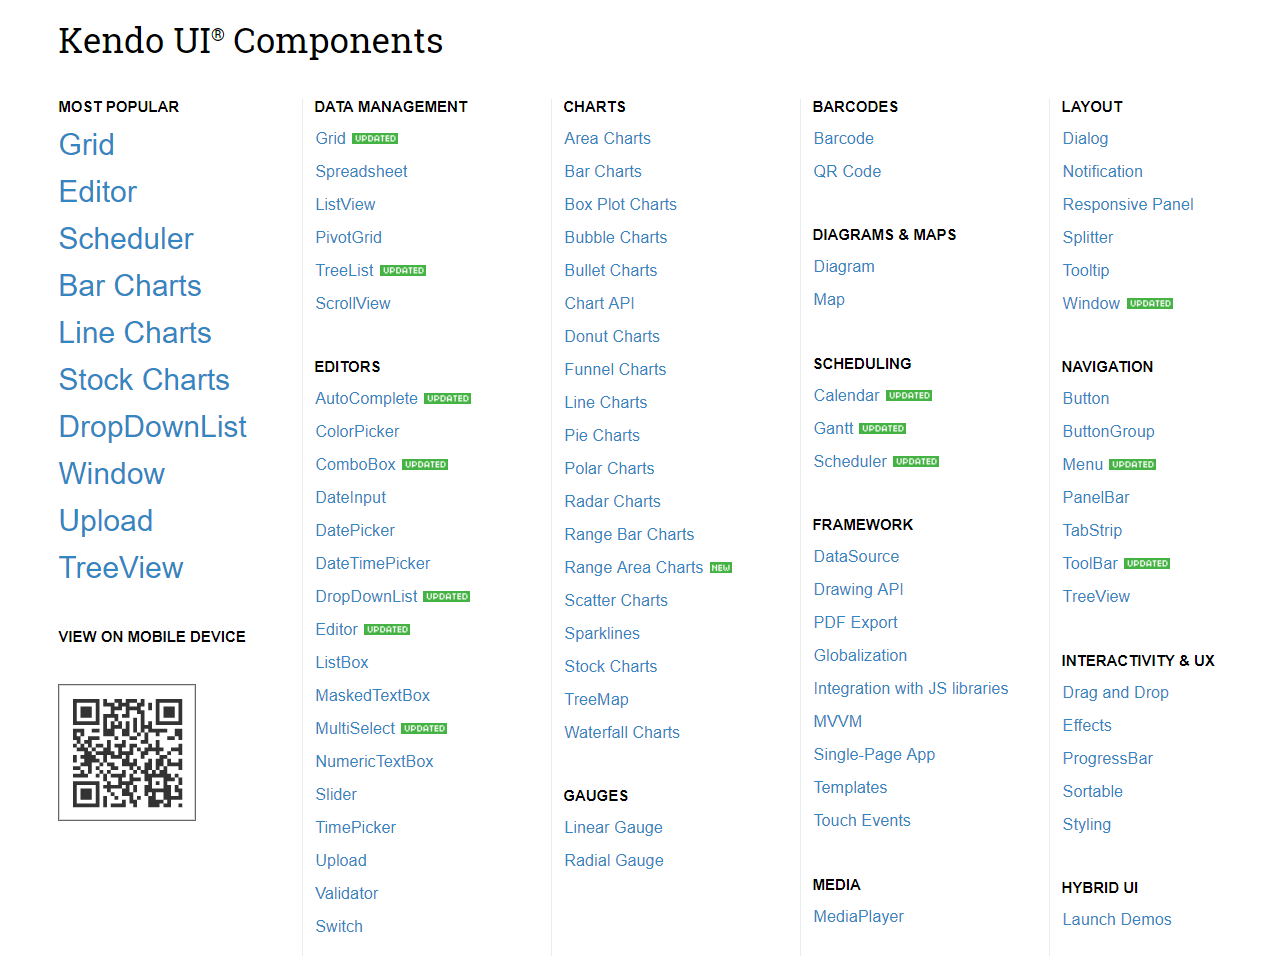 Kendo UI® Components
MOST POPULAR
Grid
Editor
Scheduler
Bar Charts
Line Charts
Stock Charts
DropDownList
Window
Upload
TreeView
VIEW ON MOBILE DEVICE
DATA MANAGEMENT
Grid UPDATED
Spreadsheet
ListView
PivotGrid
TreeList UPDATED
ScrollView
EDITORS
AutoComplete UPDATED
ColorPicker
ComboBox UPDATED
DateInput
DatePicker
DateTimePicker
DropDownList UPDATED
Editor UPDATED
ListBox
MaskedTextBox
MultiSelect UPDATED
NumericTextBox
Slider
TimePicker
Upload
Validator
Switch
CHARTS
Area Charts
Bar Charts
Box Plot Charts
Bubble Charts
Bullet Charts
Chart API
Donut Charts
Funnel Charts
Line Charts
Pie Charts
Polar Charts
Radar Charts
Range Bar Charts
Range Area Charts NEW
Scatter Charts
Sparklines
Stock Charts
TreeMap
Waterfall Charts
GAUGES
Linear Gauge
Radial Gauge
BARCODES
Barcode
QR Code
DIAGRAMS & MAPS
Diagram
Map
SCHEDULING
Calendar UPDATED
Gantt UPDATED
Scheduler UPDATED
FRAMEWORK
DataSource
Drawing API
PDF Export
Globalization
Integration with JS libraries
MVVM
Single-Page App
Templates
Touch Events
MEDIA
MediaPlayer
LAYOUT
Dialog
Notification
Responsive Panel
Splitter
Tooltip
Window UPDATED
NAVIGATION
Button
ButtonGroup
Menu UPDATED
PanelBar
TabStrip
ToolBar UPDATED
TreeView
INTERACTIVITY & UX
Drag and Drop
Effects
ProgressBar
Sortable
Styling
HYBRID UI
Launch Demos